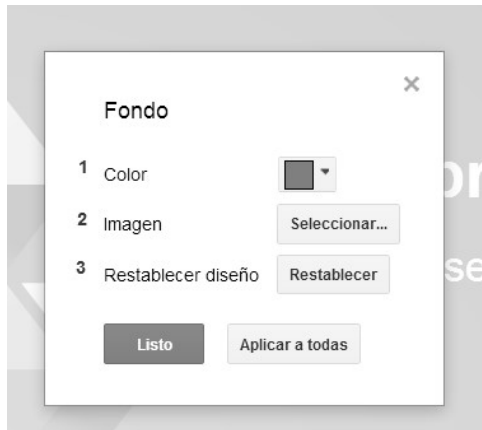 ×
Fondo
1 Color
2 Imagen Seleccionar...
3 Restablecer diseño Restablecer
Listo Aplicar a todas